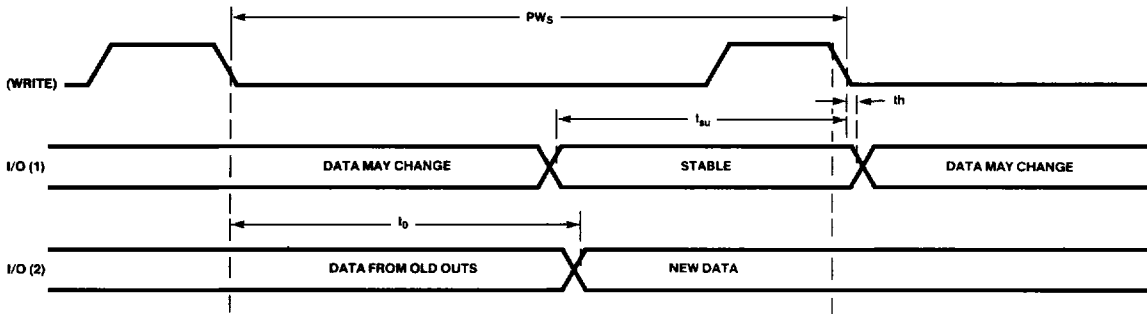 PWS
(WRITE)
th
tsu
I/O (1) DATA MAY CHANGE STABLE DATA MAY CHANGE
t0
I/O (2) DATA FROM OLD OUTS NEW DATA